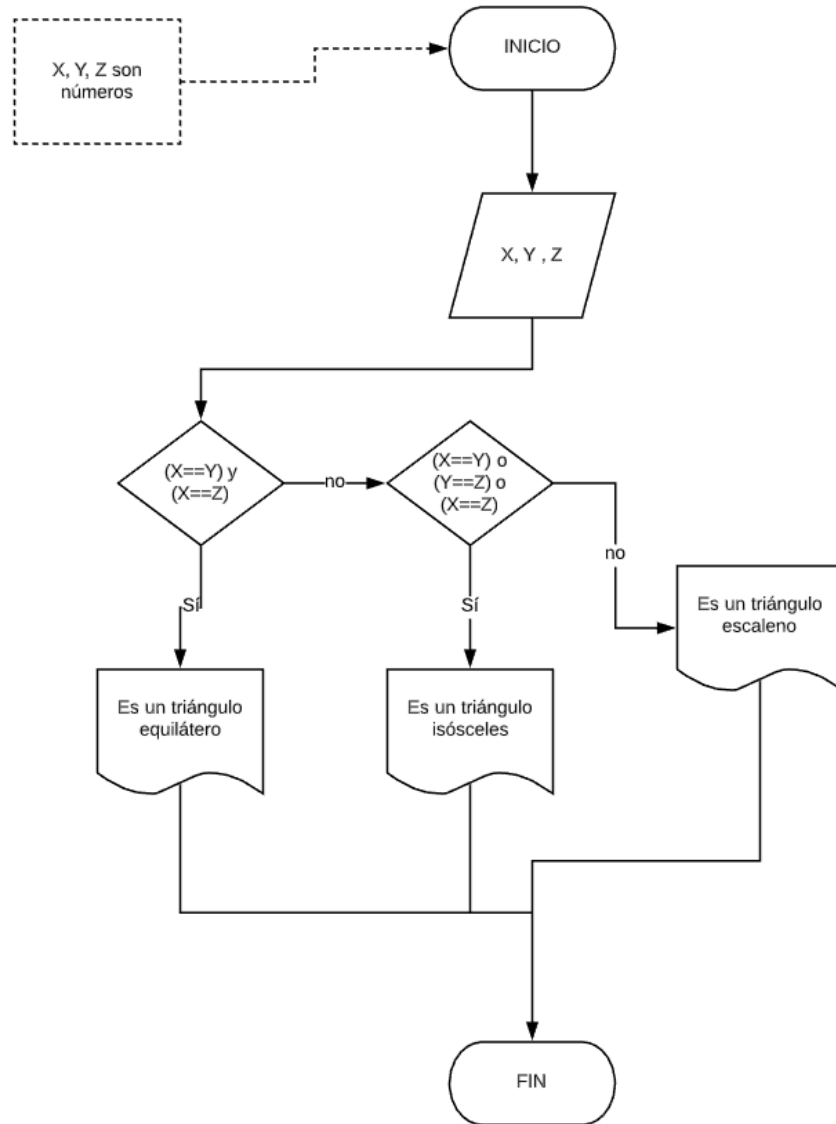 X, Y, Z son
números
INICIO
X, Y , Z
(X==Y) y
(X==Z)
no
(X==Y) o
(Y==Z) o
(X==Z)
no
Sí
Sí
Es un triángulo
escaleno
Es un triángulo
equilátero
Es un triángulo
isósceles
FIN